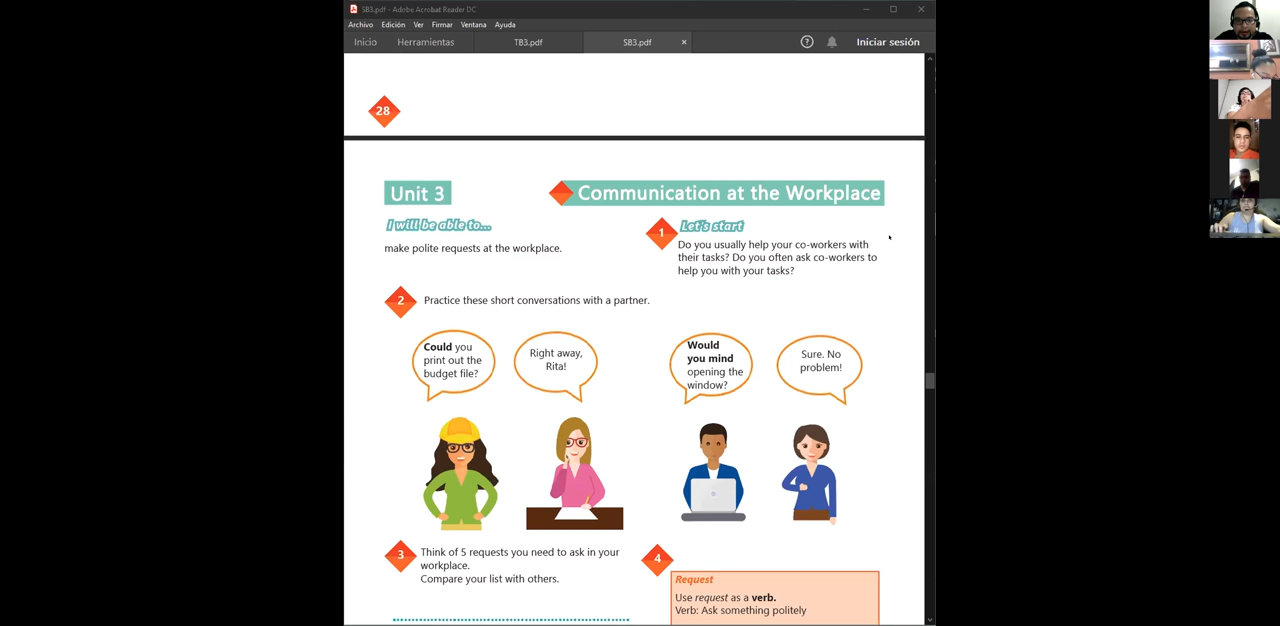 SB3.pdf - Adobe Acrobat Reader DC
Archivo Edición Ver Firmar Ventana Ayuda
Inicio Herramientas TB3.pdf SB3.pdf × ? Iniciar sesión
28
Unit 3
Communication at the Workplace
I will be able to...
make polite requests at the workplace.
1
Let's start
Do you usually help your co-workers with
their tasks? Do you often ask co-workers to
help you with your tasks?
2
Practice these short conversations with a partner.
Could you
print out the
budget file?
Right away,
Rita!
Would
you mind
opening the
window?
Sure. No
problem!
3
Think of 5 requests you need to ask in your
workplace.
Compare your list with others.
4
Request
Use request as a verb.
Verb: Ask something politely